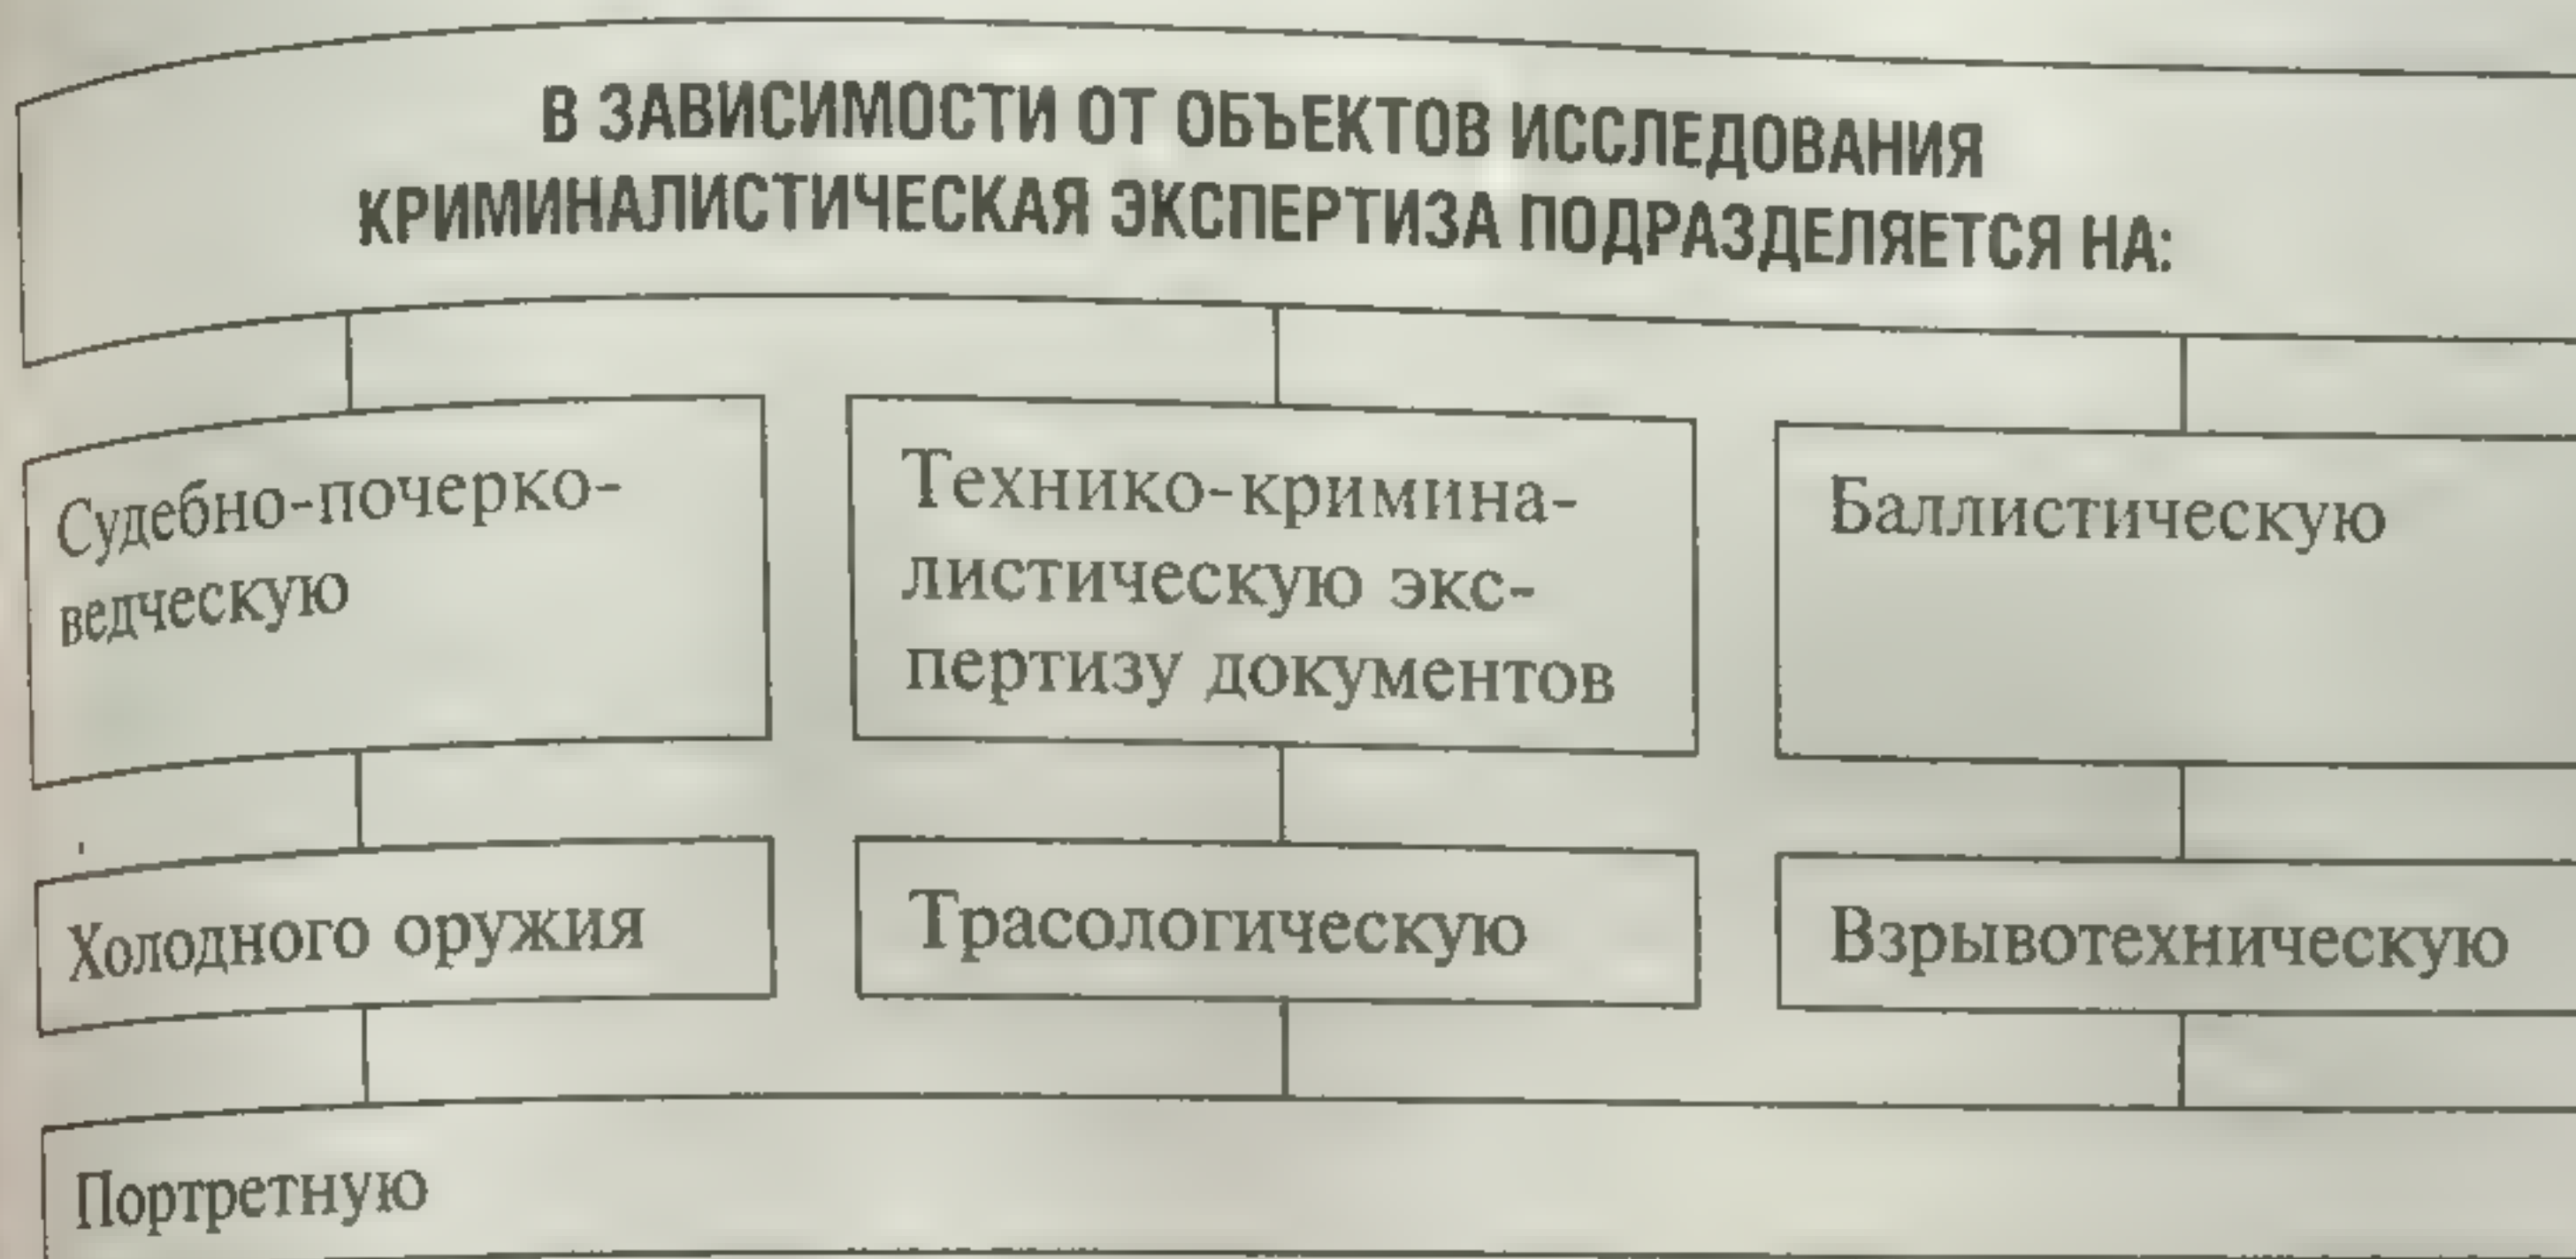 В ЗАВИСИМОСТИ ОТ ОБЪЕКТОВ ИССЛЕДОВАНИЯ
КРИМИНАЛИСТИЧЕСКАЯ ЭКСПЕРТИЗА ПОДРАЗДЕЛЯЕТСЯ НА:
Судебно-почерко-
ведческую
Технико-кримина-
листическую экс-
пертизу документов
Баллистическую
Холодного оружия
Трасологическую
Взрывотехническую
Портретную